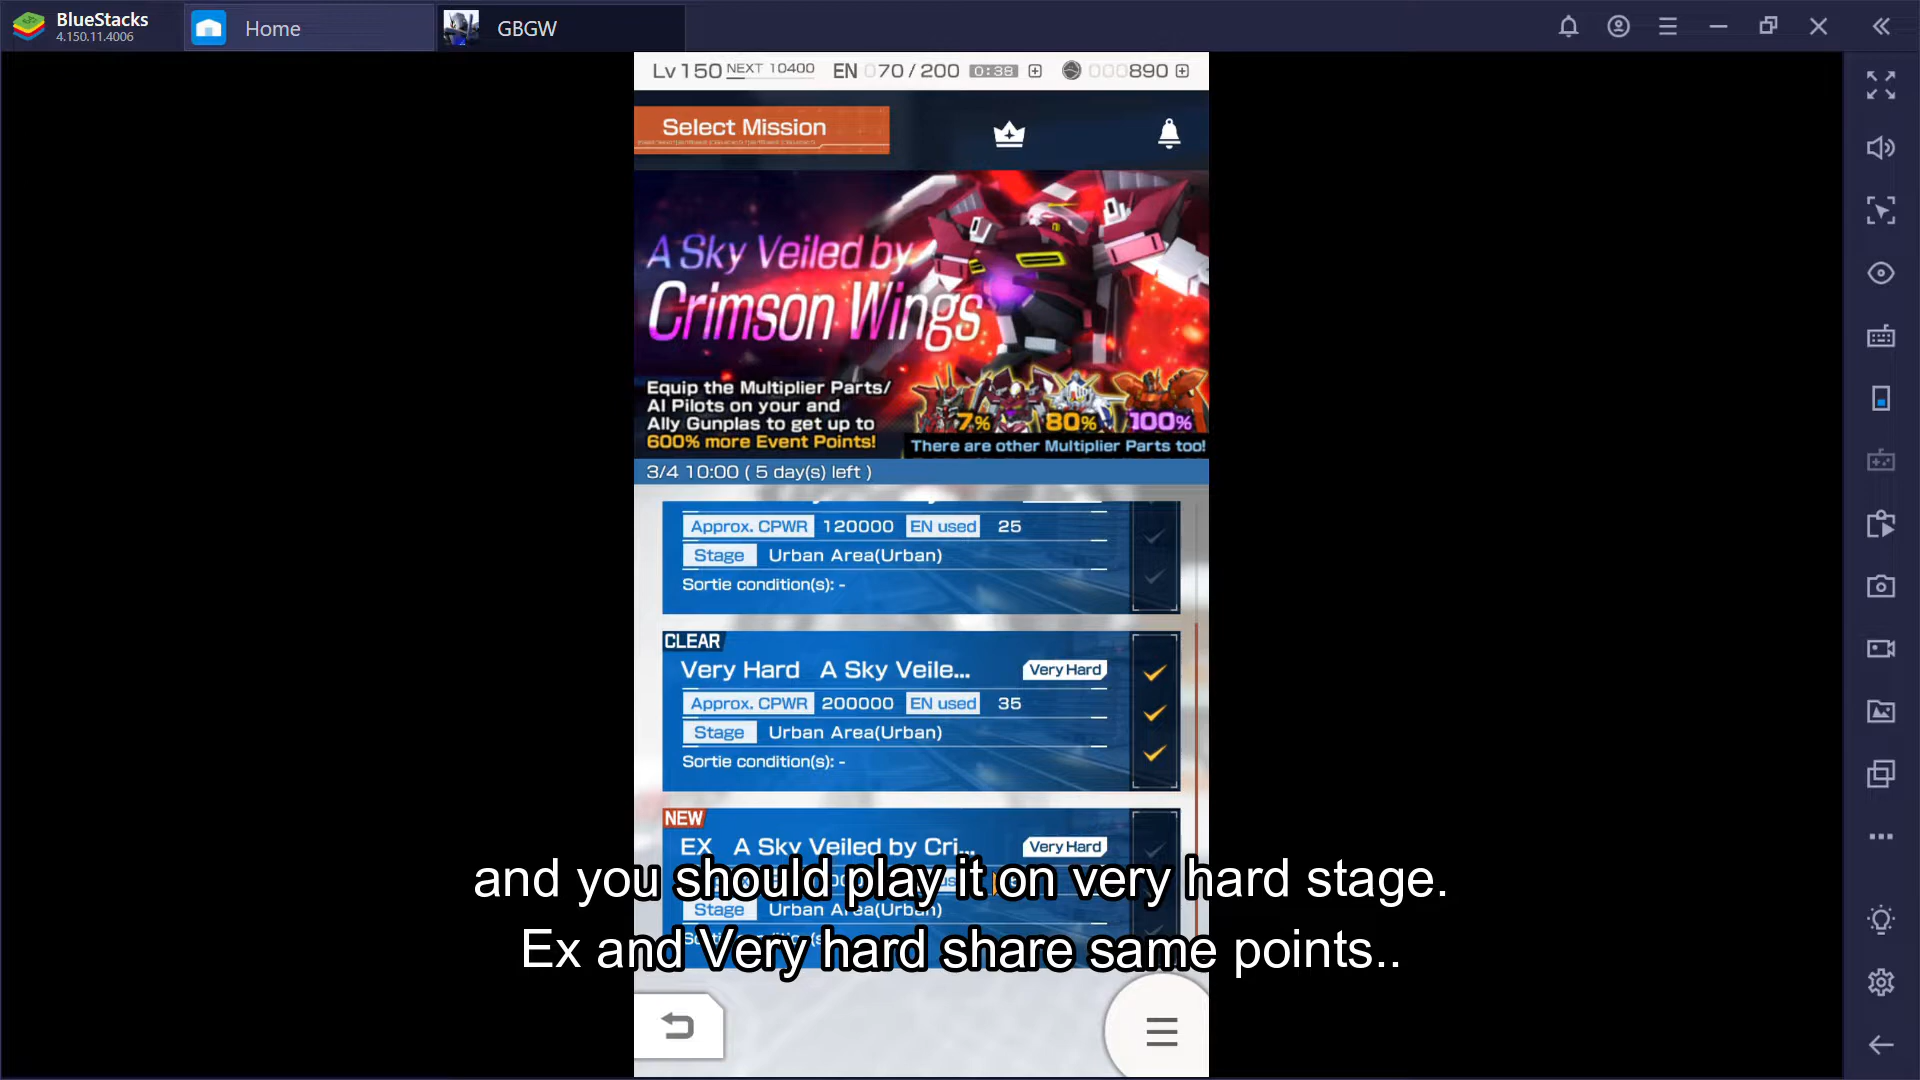 BlueStacks
4.150.11.4006
Home
GBGW
Lv 150 NEXT 10400 EN 070/200 0:38 000890
Select Mission
A Sky Veiled by
Crimson Wings
Equip the Multiplier Parts/
AI Pilots on your and
Ally Gunplas to get up to
600% more Event Points!
7% 80% 100%
There are other Multiplier Parts too!
3/4 10:00 ( 5 day(s) left )
Approx. CPWR 120000 EN used 25
Stage Urban Area(Urban)
Sortie condition(s): -
CLEAR
Very Hard A Sky Veile... Very Hard
Approx. CPWR 200000 EN used 35
Stage Urban Area(Urban)
Sortie condition(s): -
NEW
EX A Sky Veiled by Cri... Very Hard
and you should play it on very hard stage.
Stage Urban Area(Urban)
Ex and Very hard share same points..